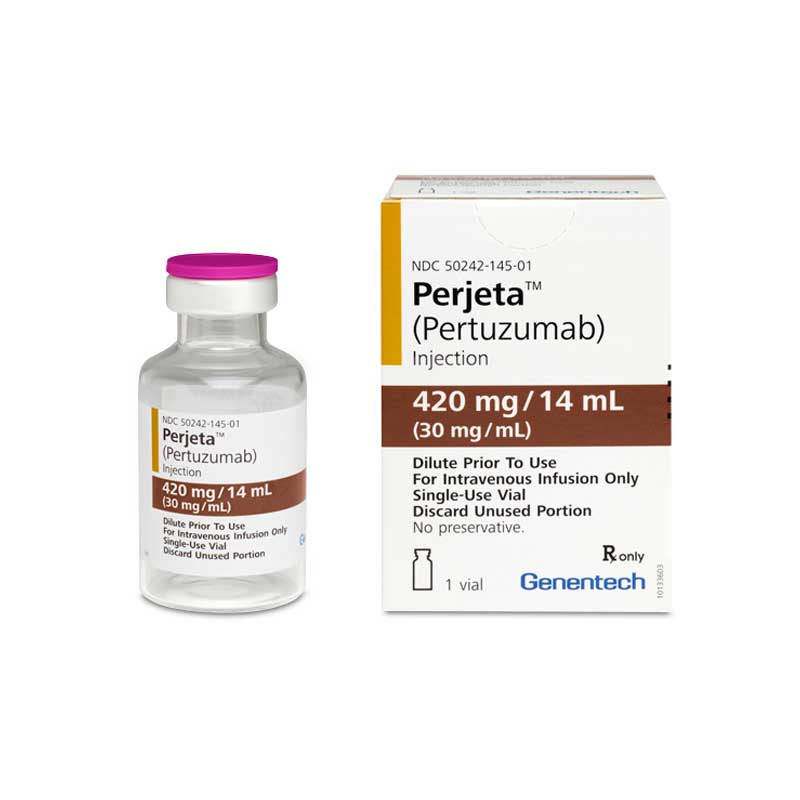 NDC 50242-145-01
Perjeta™
(Pertuzumab)
Injection
420 mg/14 mL
(30 mg/mL)
Dilute Prior To Use
For Intravenous Infusion Only
Single-Use Vial
Discard Unused Portion
Genentech
NDC 50242-145-01
Perjeta™
(Pertuzumab)
Injection
420 mg/14 mL
(30 mg/mL)
Dilute Prior To Use
For Intravenous Infusion Only
Single-Use Vial
Discard Unused Portion
No preservative.
1 vial
Rx only
Genentech
10133603